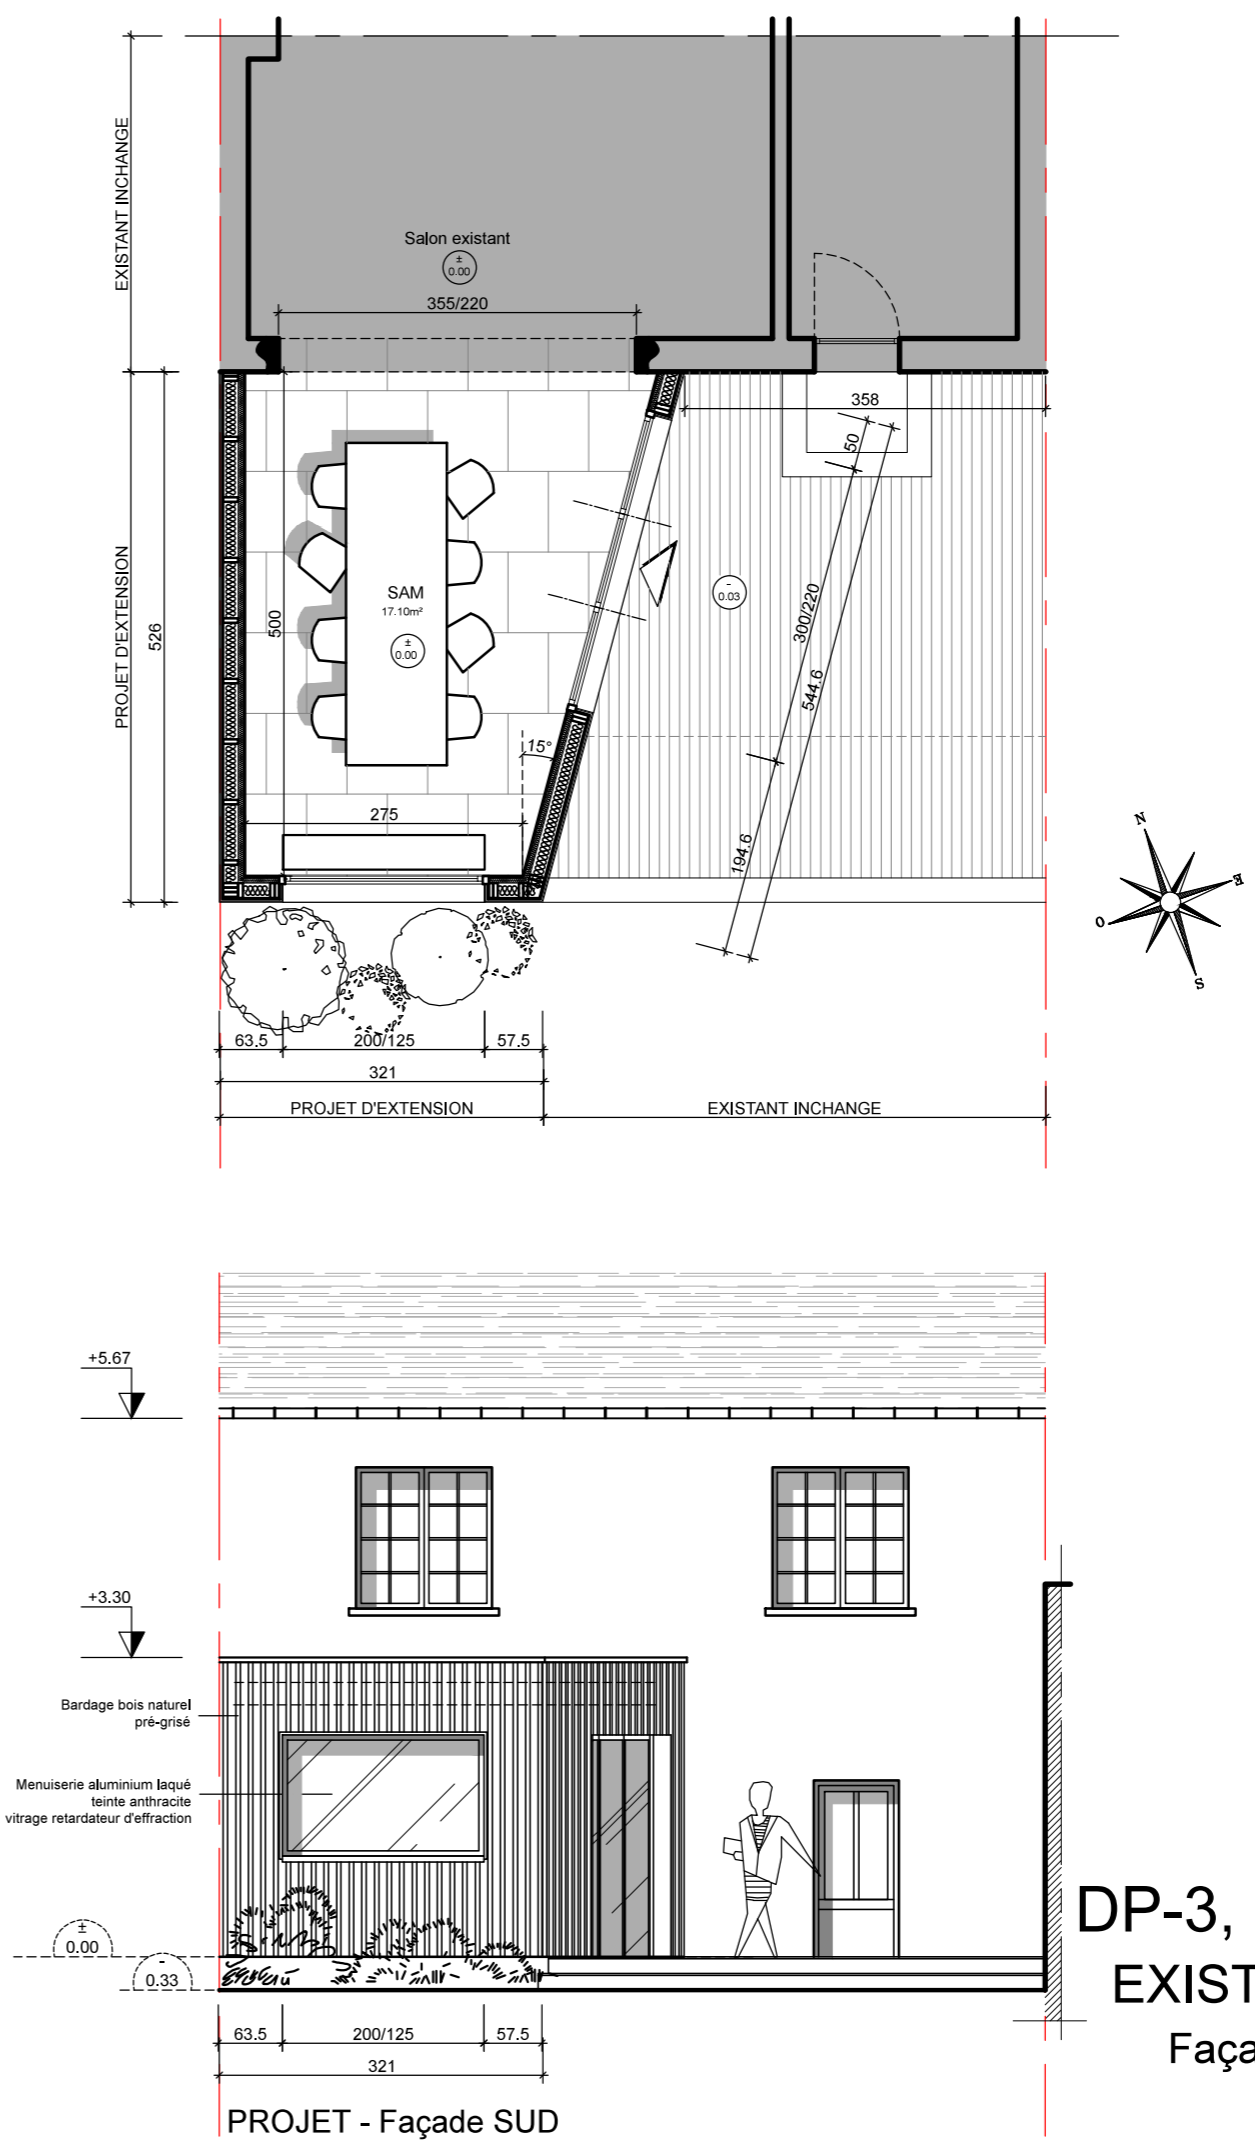 EXISTANT INCHANGE
Salon existant
±
0.00
355/220
358
50
PROJET D'EXTENSION
526
500
SAM
17.10m²
±
0.00
-
0.03
300/220
544.6
15°
275
194.6
N
E
O
S
63.5
200/125
57.5
321
PROJET D'EXTENSION
EXISTANT INCHANGE
+5.67
+3.30
Bardage bois naturel
pré-grisé
Menuiserie aluminium laqué
teinte anthracite
vitrage retardateur d'effraction
±
0.00
-
0.33
DP-3,
EXIST
Faça
63.5
200/125
57.5
321
PROJET - Façade SUD